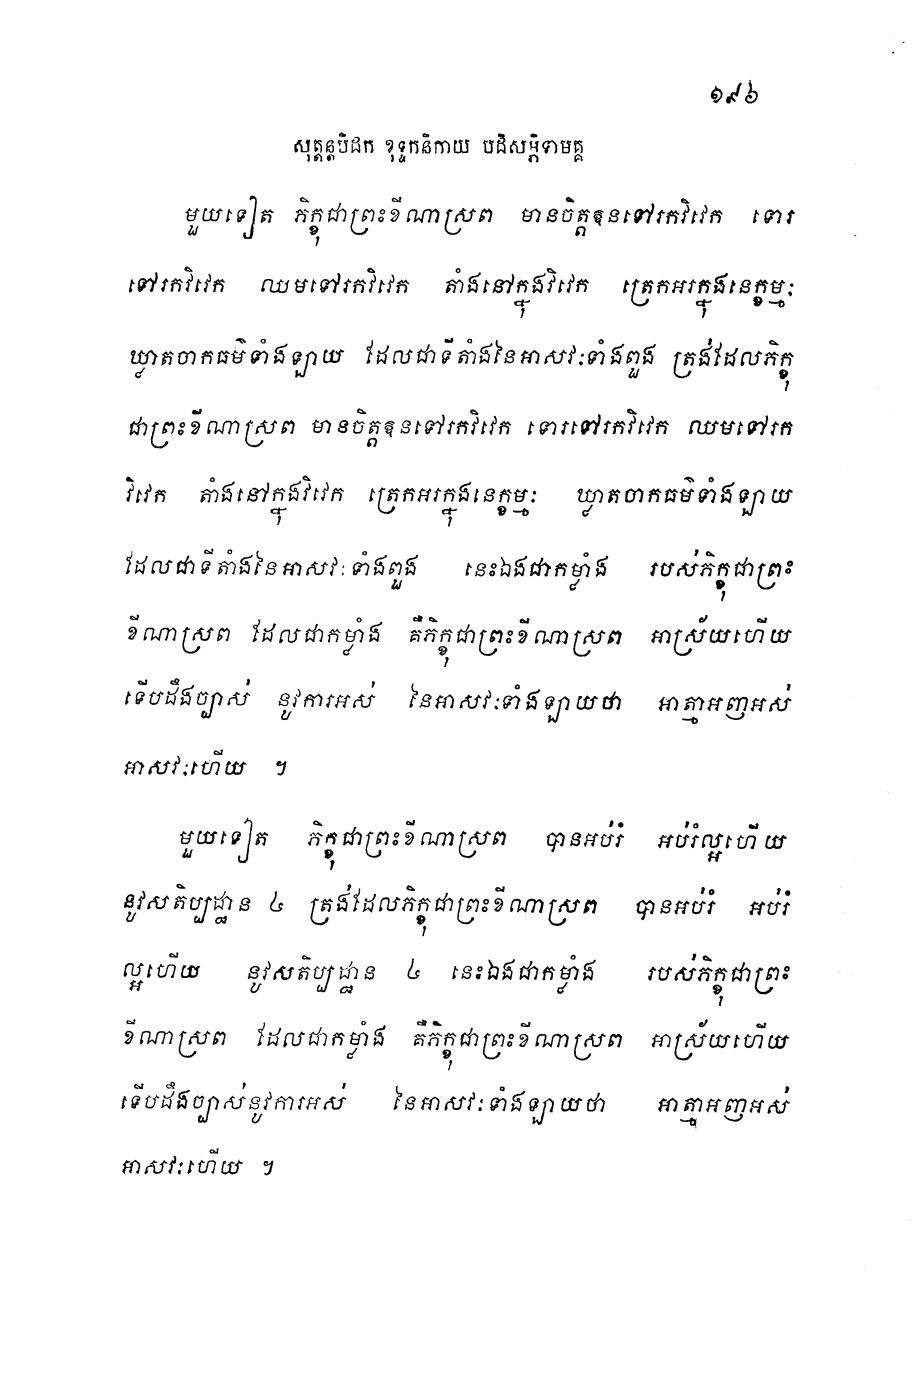 ១៩៦
សុត្តន្តបិដក ខុទ្ទកនិកាយ បដិសម្ភិទាមគ្គ
មួយទៀត ភិក្ខុជាព្រះខីណាស្រព មានចិត្តឱនទៅរកវិវេក ទោរ
ទៅរកវិវេក ឈមទៅរកវិវេក តាំងនៅក្នុងវិវេក ត្រេកអរក្នុងនេក្ខម្មៈ
ឃ្លាតចាកធម៌ទាំងឡាយ ដែលជាទីតាំងនៃអាសវៈទាំងពួង ត្រង់ដែលភិក្ខុ
ជាព្រះខីណាស្រព មានចិត្តឱនទៅរកវិវេក ទោរទៅរកវិវេក ឈមទៅរក
វិវេក តាំងនៅក្នុងវិវេក ត្រេកអរក្នុងនេក្ខម្មៈ ឃ្លាតចាកធម៌ទាំងឡាយ
ដែលជាទីតាំងនៃអាសវៈទាំងពួង នេះឯងជាកម្លាំង របស់ភិក្ខុជាព្រះ
ខីណាស្រព ដែលជាកម្លាំង គឺភិក្ខុជាព្រះខីណាស្រព អាស្រ័យហើយ
ទើបដឹងច្បាស់ នូវការអស់ នៃអាសវៈទាំងឡាយថា អាត្មាអញអស់
អាសវៈហើយ ។
មួយទៀត ភិក្ខុជាព្រះខីណាស្រព បានអប់រំ អប់រំល្អហើយ
នូវសតិប្បដ្ឋាន ៤ ត្រង់ដែលភិក្ខុជាព្រះខីណាស្រព បានអប់រំ អប់រំ
ល្អហើយ នូវសតិប្បដ្ឋាន ៤ នេះឯងជាកម្លាំង របស់ភិក្ខុជាព្រះ
ខីណាស្រព ដែលជាកម្លាំង គឺភិក្ខុជាព្រះខីណាស្រព អាស្រ័យហើយ
ទើបដឹងច្បាស់នូវការអស់ នៃអាសវៈទាំងឡាយថា អាត្មាអញអស់
អាសវៈហើយ ។